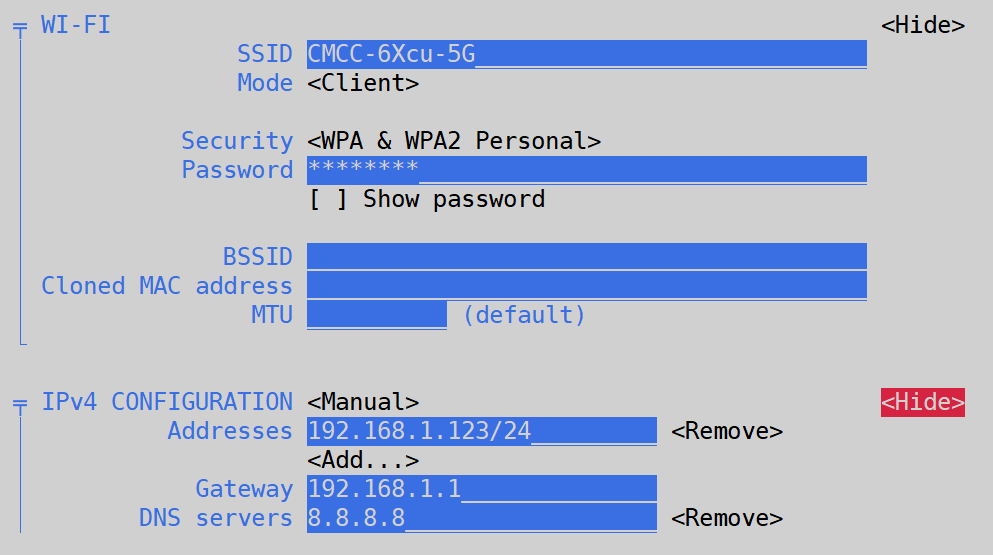 WI-FI <Hide>
SSID CMCC-6Xcu-5G
Mode <Client>
Security <WPA & WPA2 Personal>
Password ********
[ ] Show password
BSSID
Cloned MAC address
MTU (default)
IPv4 CONFIGURATION <Manual> <Hide>
Addresses 192.168.1.123/24 <Remove>
<Add...>
Gateway 192.168.1.1
DNS servers 8.8.8.8 <Remove>